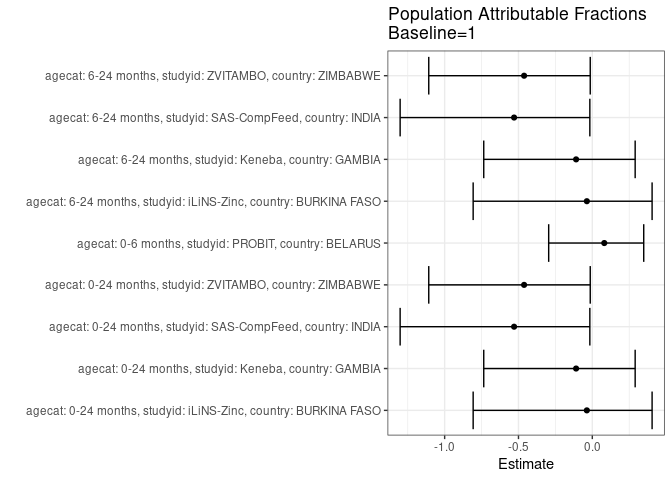 Population Attributable Fractions
Baseline=1
agecat: 6-24 months, studyid: ZVITAMBO, country: ZIMBABWE
agecat: 6-24 months, studyid: SAS-CompFeed, country: INDIA
agecat: 6-24 months, studyid: Keneba, country: GAMBIA
agecat: 6-24 months, studyid: iLiNS-Zinc, country: BURKINA FASO
agecat: 0-6 months, studyid: PROBIT, country: BELARUS
agecat: 0-24 months, studyid: ZVITAMBO, country: ZIMBABWE
agecat: 0-24 months, studyid: SAS-CompFeed, country: INDIA
agecat: 0-24 months, studyid: Keneba, country: GAMBIA
agecat: 0-24 months, studyid: iLiNS-Zinc, country: BURKINA FASO
-1.0 -0.5 0.0
Estimate